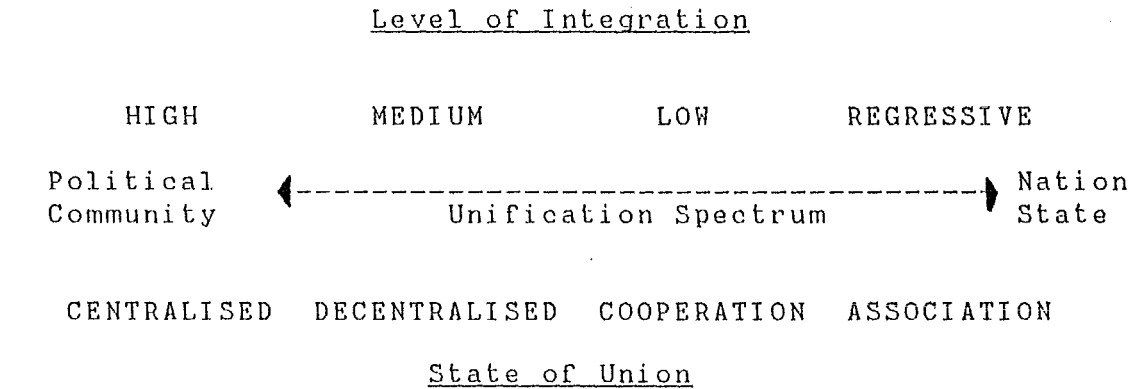 Level of Integration
HIGH MEDIUM LOW REGRESSIVE
Political Nation
Community Unification Spectrum State
CENTRALISED DECENTRALISED COOPERATION ASSOCIATION
State of Union